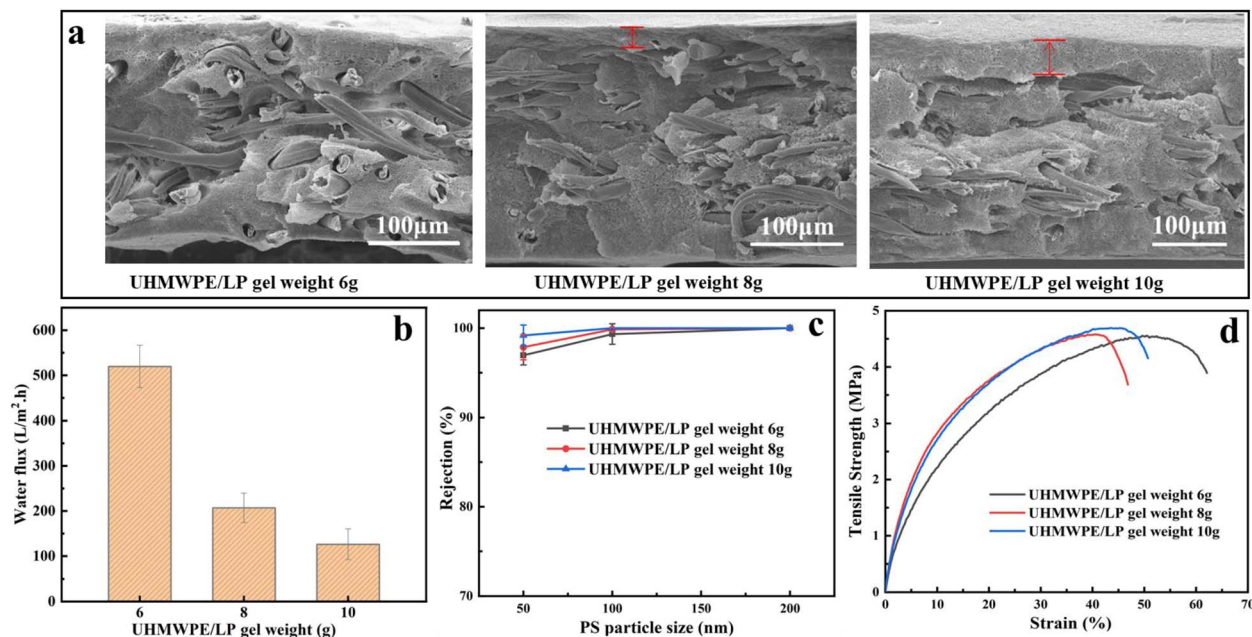 a
100μm
100μm
100μm
UHMWPE/LP gel weight 6g
UHMWPE/LP gel weight 8g
UHMWPE/LP gel weight 10g
b
600
500
400
300
200
100
0
6
8
10
Water flux (L/m².h)
UHMWPE/LP gel weight (g)
c
100
90
80
70
50
100
150
200
Rejection (%)
PS particle size (nm)
UHMWPE/LP gel weight 6g
UHMWPE/LP gel weight 8g
UHMWPE/LP gel weight 10g
d
5
4
3
2
1
0
0
10
20
30
40
50
60
70
Tensile Strength (MPa)
Strain (%)
UHMWPE/LP gel weight 6g
UHMWPE/LP gel weight 8g
UHMWPE/LP gel weight 10g